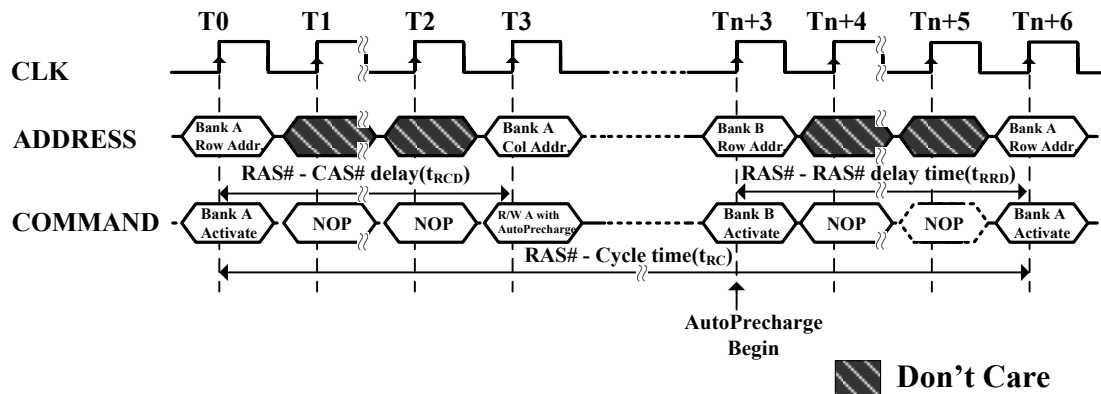 T0 T1 T2 T3 Tn+3 Tn+4 Tn+5 Tn+6
CLK
ADDRESS
Bank A
Row Addr.
Bank A
Col Addr.
Bank B
Row Addr.
Bank A
Row Addr.
RAS# - CAS# delay(tRCD)
RAS# - RAS# delay time(tRRD)
COMMAND
Bank A
Activate
NOP
NOP
R/W A with
AutoPrecharge
Bank B
Activate
NOP
NOP
Bank A
Activate
RAS# - Cycle time(tRC)
AutoPrecharge
Begin
Don't Care